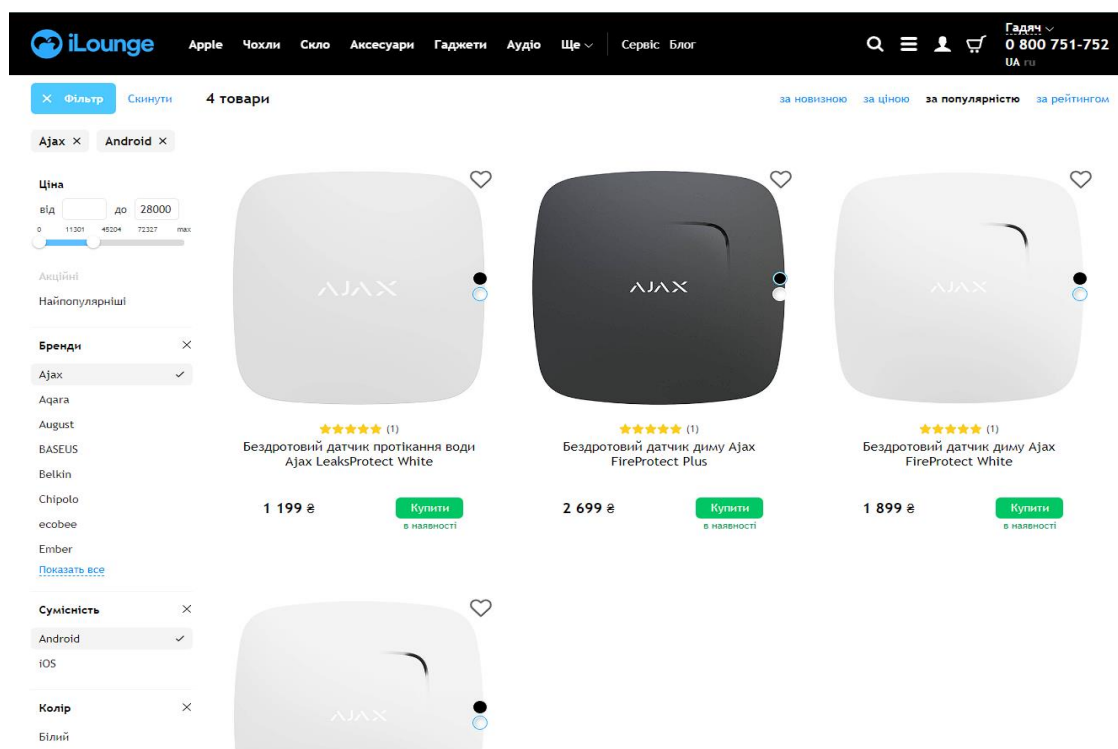 iLounge
Apple Чохли Скло Аксесуари Гаджети Аудіо Ще Сервіс Блог
Гадяч
0 800 751-752
UA ru
× Фільтр Скинути 4 товари за новизною за ціною за популярністю за рейтингом
Ajax × Android ×
Ціна
від до 28000
0 11301 45204 72327 max
Акційні
Найпопулярніші
Бренди
Ajax
Aqara
August
BASEUS
Belkin
Chipolo
ecobee
Ember
Показать все
Сумісність
Android
iOS
Колір
Білий
AJAX
(1)
Бездротовий датчик протікання води
Ajax LeaksProtect White
1 199 ₴ Купити
в наявності
AJAX
(1)
Бездротовий датчик диму Ajax
FireProtect Plus
2 699 ₴ Купити
в наявності
AJAX
(1)
Бездротовий датчик диму Ajax
FireProtect White
1 899 ₴ Купити
в наявності
AJAX